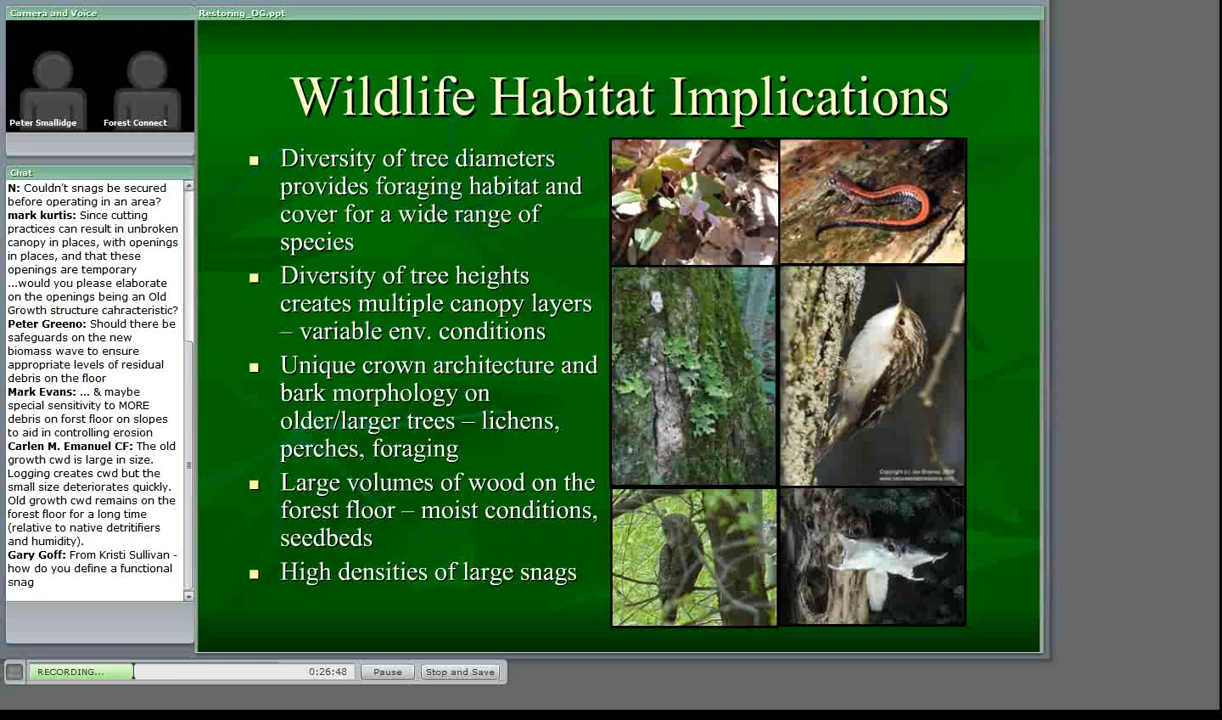 Camera and Voice
Restoring_OG.ppt
Peter Smallidge
Forest Connect
Chat
N: Couldn't snags be secured
before operating in an area?
mark kurtis: Since cutting
practices can result in unbroken
canopy in places, with openings
in places, and that these
openings are temporary
...would you please elaborate
on the openings being an Old
Growth structure cahracteristic?
Peter Greeno: Should there be
safeguards on the new
biomass wave to ensure
appropriate levels of residual
debris on the floor
Mark Evans: ... & maybe
special sensitivity to MORE
debris on forst floor on slopes
to aid in controlling erosion
Carlen M. Emanuel CF: The old
growth cwd is large in size.
Logging creates cwd but the
small size deteriorates quickly.
Old growth cwd remains on the
forest floor for a long time
(relative to native detritifiers
and humidity).
Gary Goff: From Kristi Sullivan -
how do you define a functional
snag
Wildlife Habitat Implications
Diversity of tree diameters
provides foraging habitat and
cover for a wide range of
species
Diversity of tree heights
creates multiple canopy layers
– variable env. conditions
Unique crown architecture and
bark morphology on
older/larger trees – lichens,
perches, foraging
Large volumes of wood on the
forest floor – moist conditions,
seedbeds
High densities of large snags
RECORDING...
0:26:48
Pause
Stop and Save